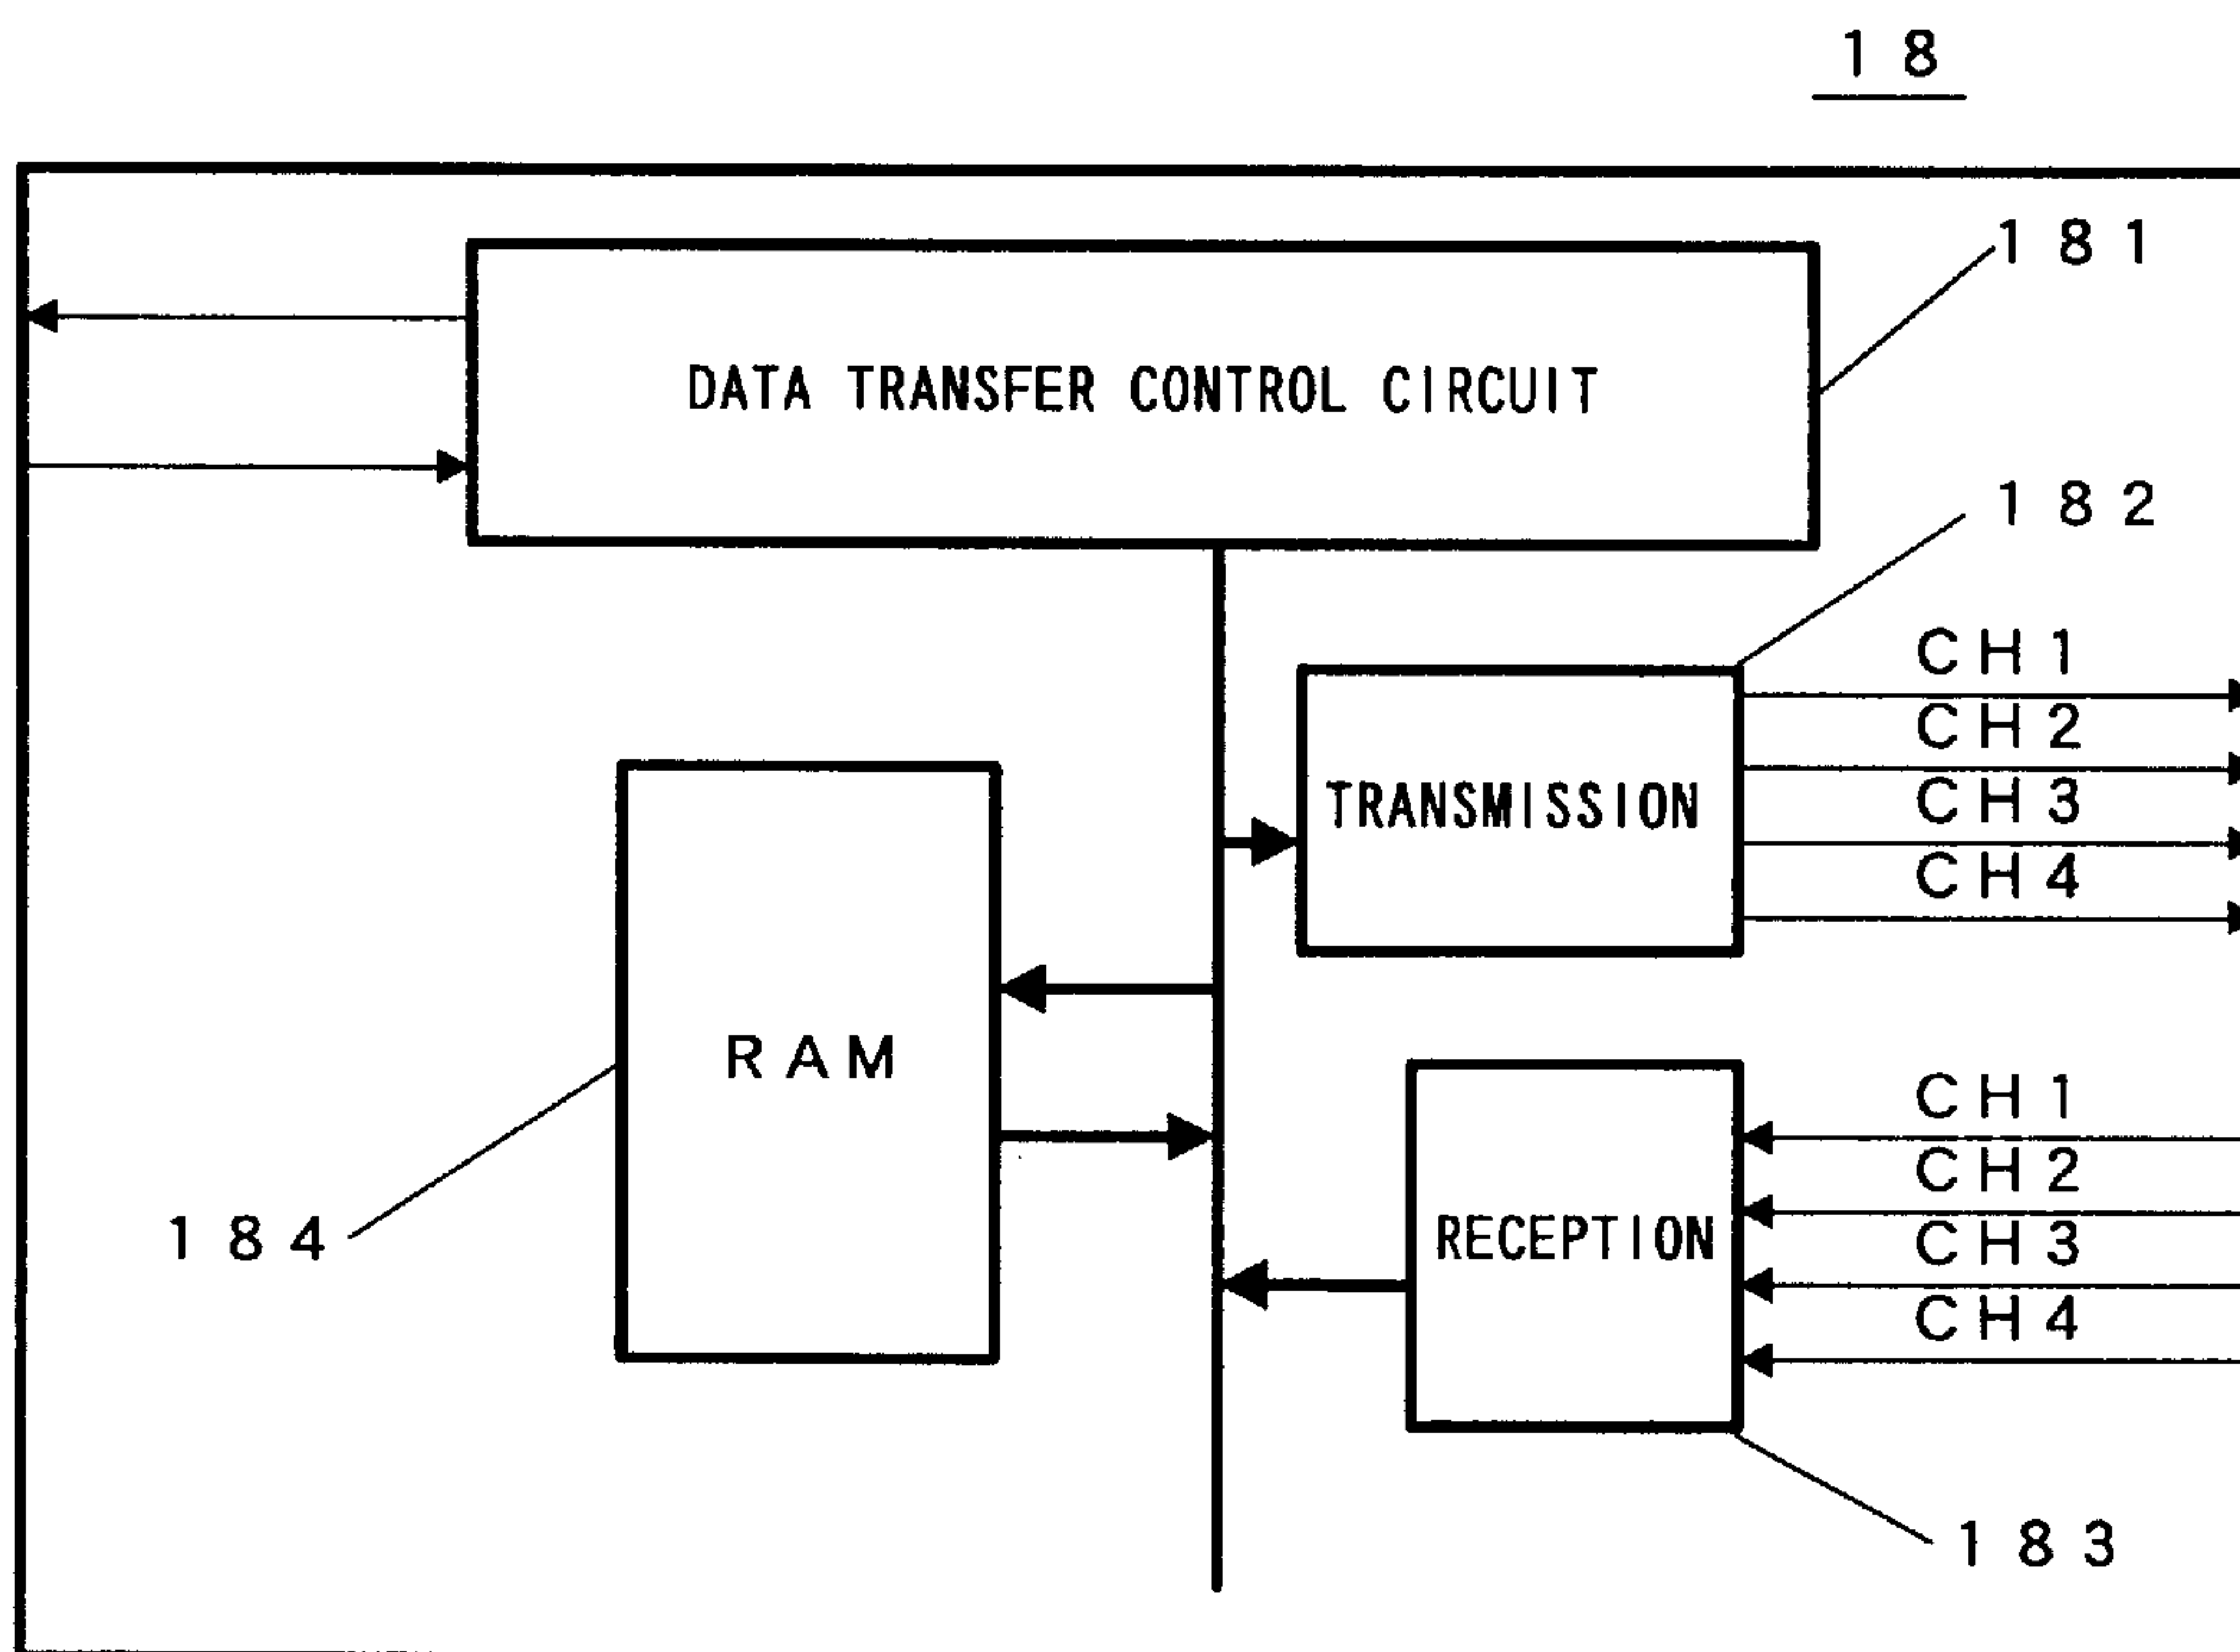 18
181
DATA TRANSFER CONTROL CIRCUIT
182
CH1
CH2
TRANSMISSION
CH3
CH4
RAM
CH1
CH2
184
RECEPTION
CH3
CH4
183